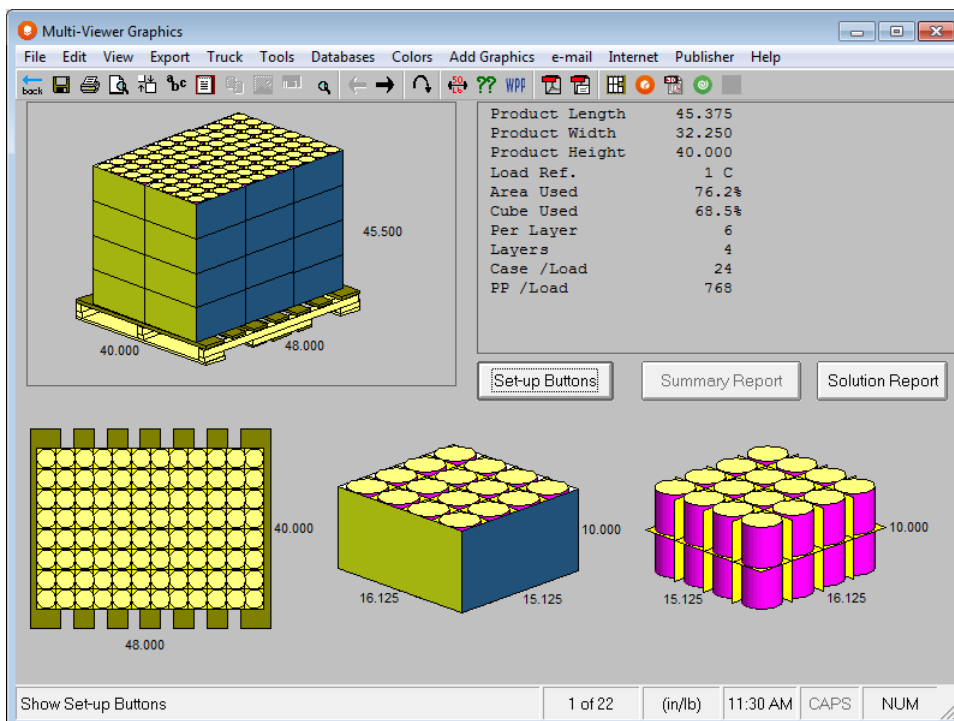 Multi-Viewer Graphics
File Edit View Export Truck Tools Databases Colors Add Graphics e-mail Internet Publisher Help
back abc 50 L6 ?? WPF
Product Length 45.375
Product Width 32.250
Product Height 40.000
Load Ref. 1 C
Area Used 76.2%
Cube Used 68.5%
Per Layer 6
Layers 4
Case /Load 24
PP /Load 768
45.500
40.000 48.000
Set-up Buttons Summary Report Solution Report
40.000
48.000
10.000
16.125 15.125
10.000
15.125 16.125
Show Set-up Buttons 1 of 22 (in/lb) 11:30 AM CAPS NUM